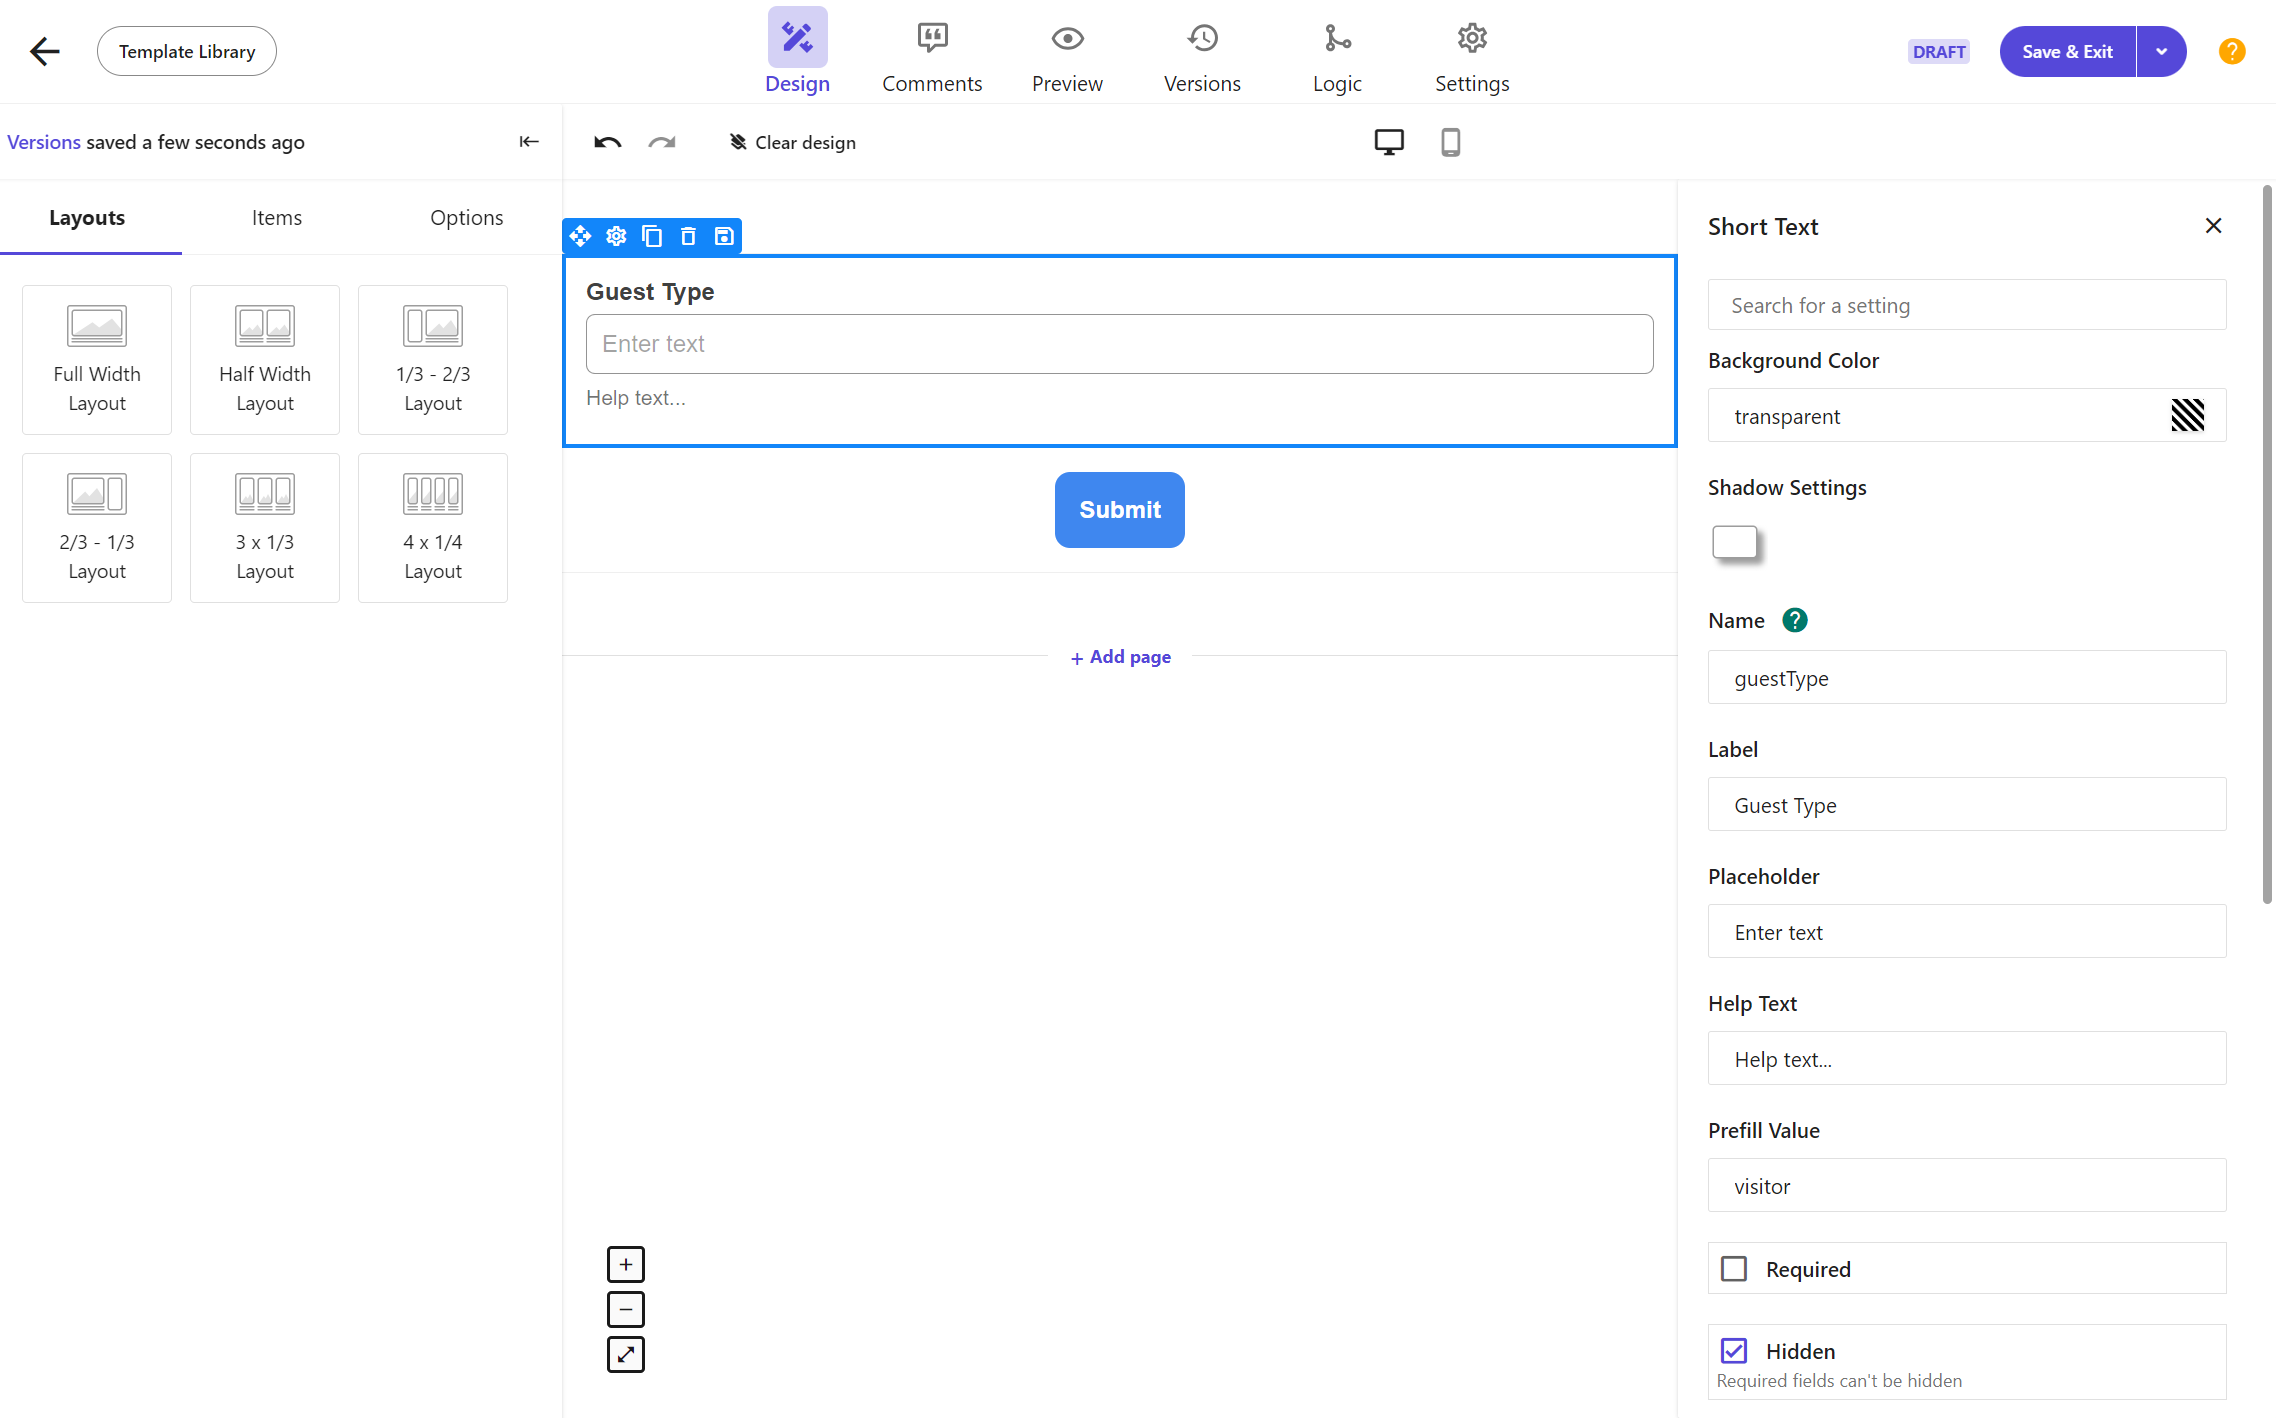 Template Library
Design
Comments
Preview
Versions
Logic
Settings
DRAFT
Save & Exit
Versions saved a few seconds ago
Clear design
Layouts
Items
Options
Full Width
Layout
Half Width
Layout
1/3 - 2/3
Layout
2/3 - 1/3
Layout
3 x 1/3
Layout
4 x 1/4
Layout
Guest Type
Enter text
Help text...
Submit
+ Add page
Short Text
Search for a setting
Background Color
transparent
Shadow Settings
Name
guestType
Label
Guest Type
Placeholder
Enter text
Help Text
Help text...
Prefill Value
visitor
Required
Hidden
Required fields can't be hidden